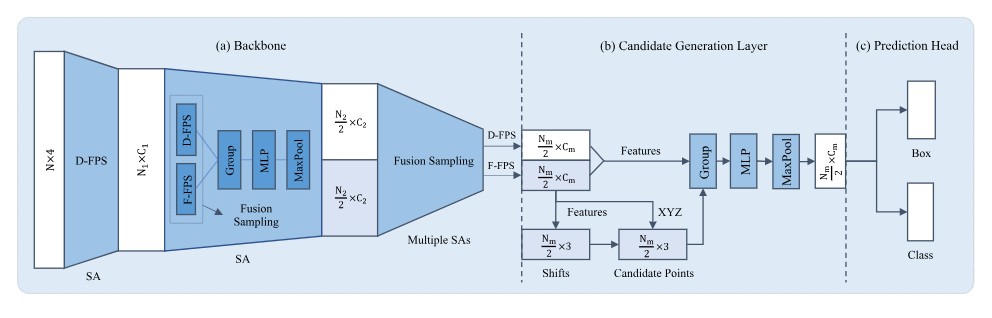 (a) Backbone
(b) Candidate Generation Layer
(c) Prediction Head
N×4
D-FPS
SA
N₁×C₁
D-FPS
F-FPS
Group
MLP
MaxPool
Fusion
Sampling
SA
N₂/2 ×C₂
N₂/2 ×C₂
Fusion Sampling
Multiple SAs
D-FPS
F-FPS
Nₘ/2 ×Cₘ
Nₘ/2 ×Cₘ
Features
Features
XYZ
Nₘ/2 ×3
Shifts
Nₘ/2 ×3
Candidate Points
Group
MLP
MaxPool
Nₘ/2 ×Cₘ
Box
Class